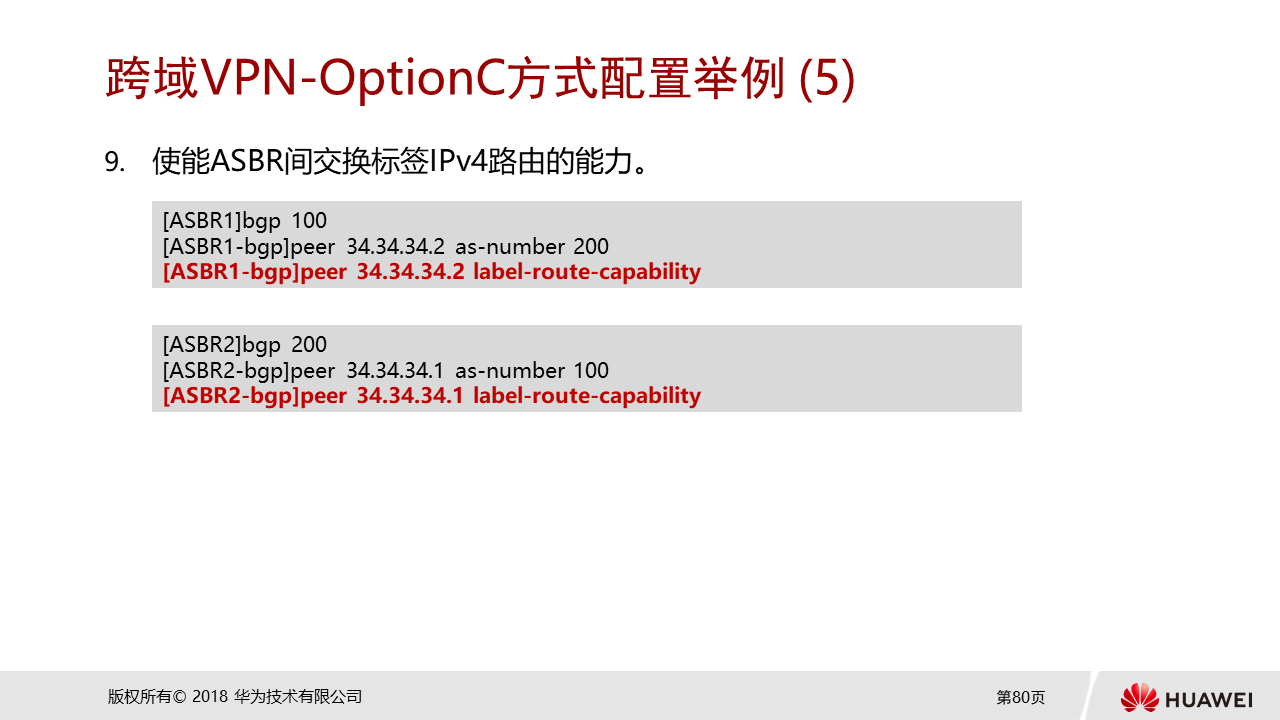 跨域VPN-OptionC方式配置举例 (5)
9. 使能ASBR间交换标签IPv4路由的能力。
[ASBR1]bgp 100
[ASBR1-bgp]peer 34.34.34.2 as-number 200
[ASBR1-bgp]peer 34.34.34.2 label-route-capability
[ASBR2]bgp 200
[ASBR2-bgp]peer 34.34.34.1 as-number 100
[ASBR2-bgp]peer 34.34.34.1 label-route-capability
版权所有© 2018 华为技术有限公司
第80页
HUAWEI